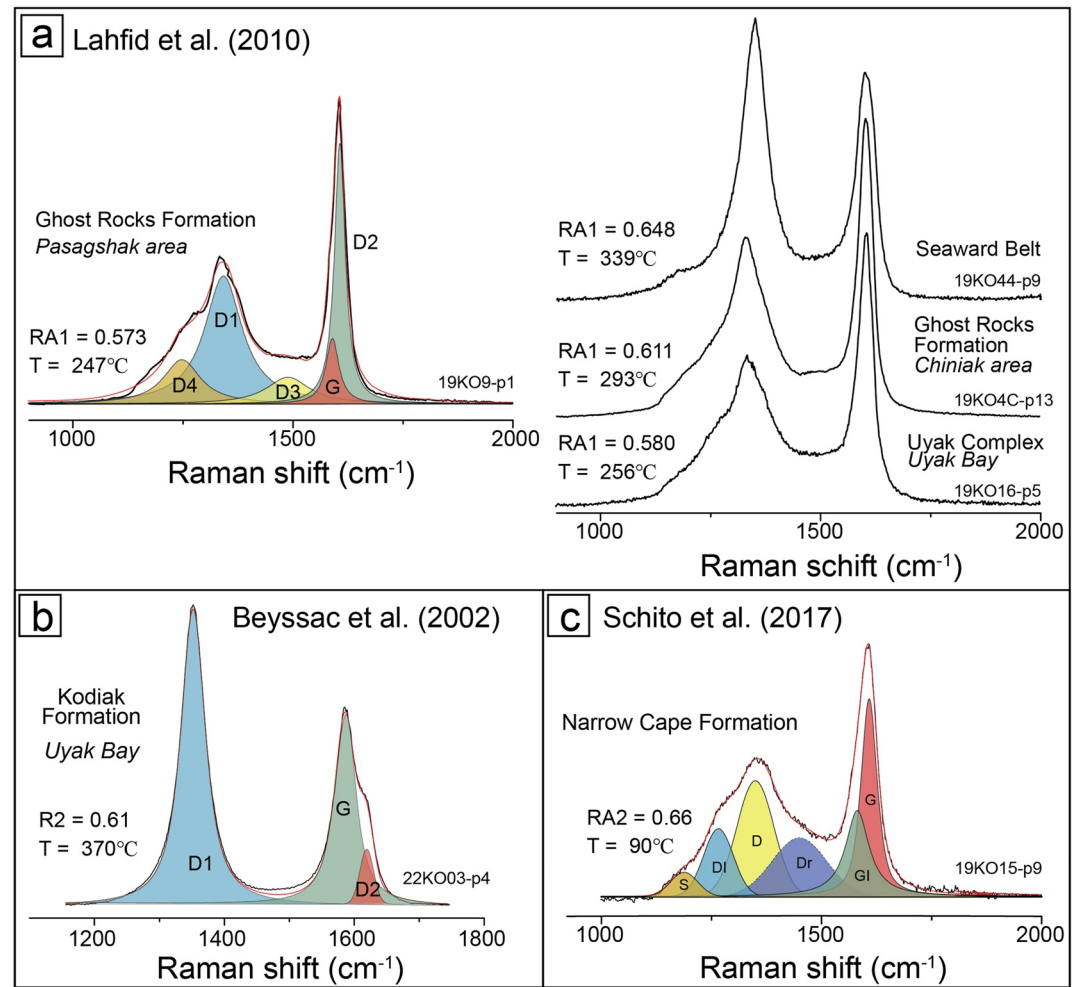 a Lahfid et al. (2010)
Ghost Rocks Formation
Pasagshak area
RA1 = 0.573
T = 247℃
D4
D1
D3
G
D2
19KO9-p1
1000 1500 2000
Raman shift (cm-1)
RA1 = 0.648
T = 339℃
Seaward Belt
19KO44-p9
RA1 = 0.611
T = 293℃
Ghost Rocks
Formation
Chiniak area
19KO4C-p13
RA1 = 0.580
T = 256℃
Uyak Complex
Uyak Bay
19KO16-p5
1000 1500 2000
Raman schift (cm-1)
b Beyssac et al. (2002)
Kodiak
Formation
Uyak Bay
R2 = 0.61
T = 370℃
D1
G
D2
22KO03-p4
1200 1400 1600 1800
Raman shift (cm-1)
c Schito et al. (2017)
Narrow Cape Formation
RA2 = 0.66
T = 90℃
S
Dl
D
Dr
Gl
G
19KO15-p9
1000 1500 2000
Raman shift (cm-1)